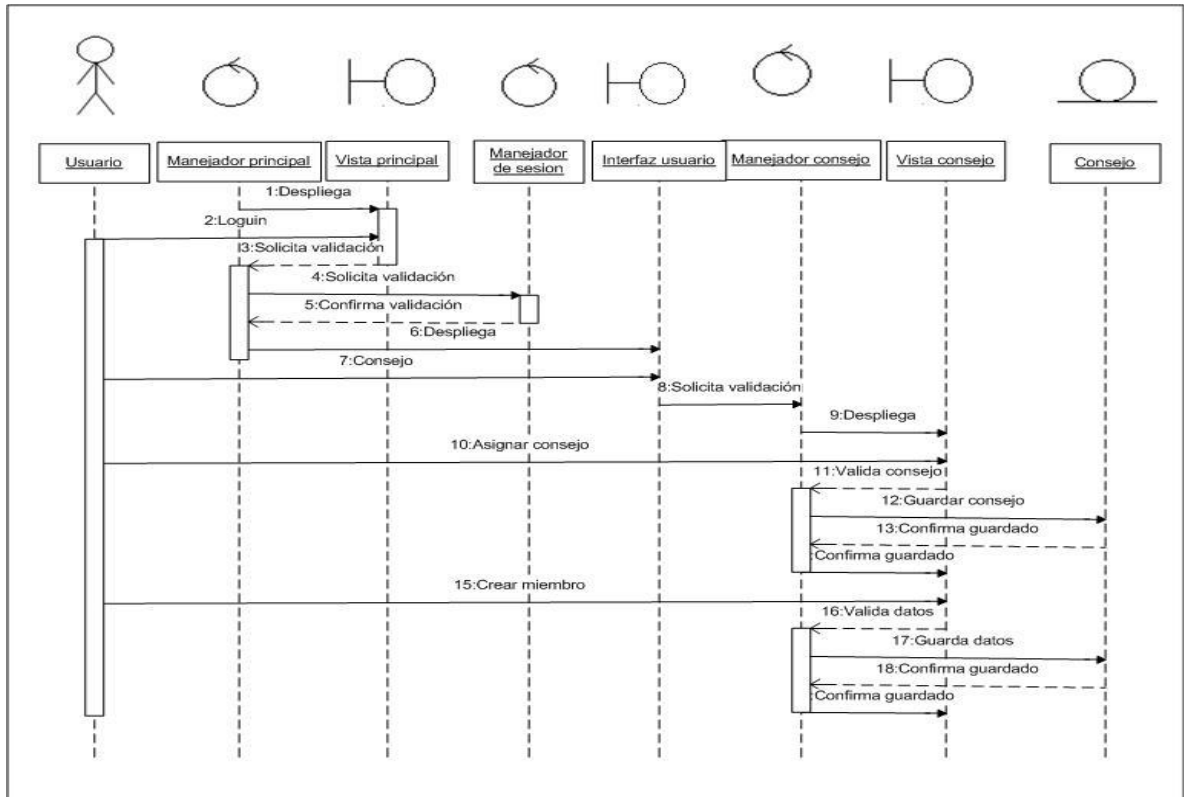 Usuario
Manejador principal
Vista principal
Manejador
de sesion
Interfaz usuario
Manejador consejo
Vista consejo
Consejo
1:Despliega
2:Loguin
3:Solicita validación
4:Solicita validación
5:Confirma validación
6:Despliega
7:Consejo
8:Solicita validación
9:Despliega
10:Asignar consejo
11:Valida consejo
12:Guardar consejo
13:Confirma guardado
:Confirma guardado
15:Crear miembro
16:Valida datos
17:Guarda datos
18:Confirma guardado
:Confirma guardado